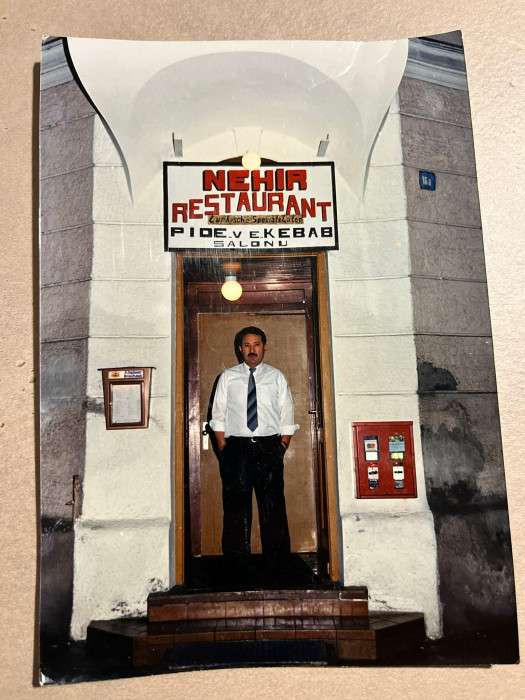 NEHIR
RESTAURANT
Türkische-Spezialitäten
PIDE.V E.KEBAB
SALONU